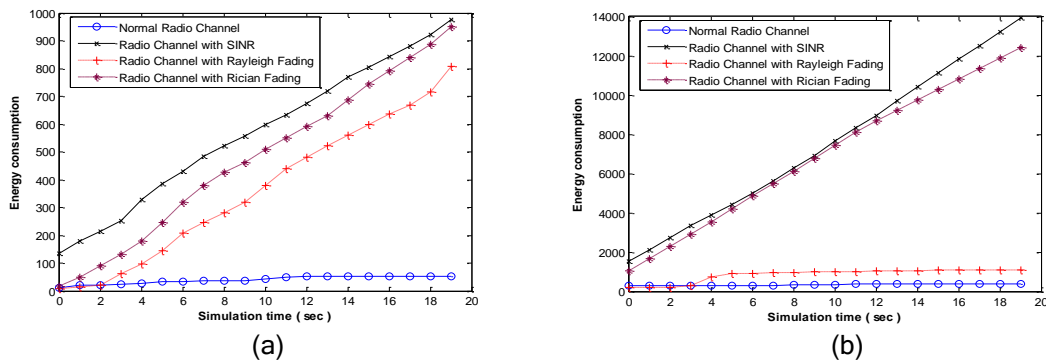 1000
900
800
700
600
500
400
300
200
100
0
Energy consumption
Normal Radio Channel
Radio Channel with SINR
Radio Channel with Rayleigh Fading
Radio Channel with Rician Fading
0 2 4 6 8 10 12 14 16 18 20
Simulation time ( sec )
(a)
14000
12000
10000
8000
6000
4000
2000
0
Energy consumption
Normal Radio Channel
Radio Channel with SINR
Radio Channel with Rayleigh Fading
Radio Channel with Rician Fading
0 2 4 6 8 10 12 14 16 18 20
Simulation time ( sec )
(b)